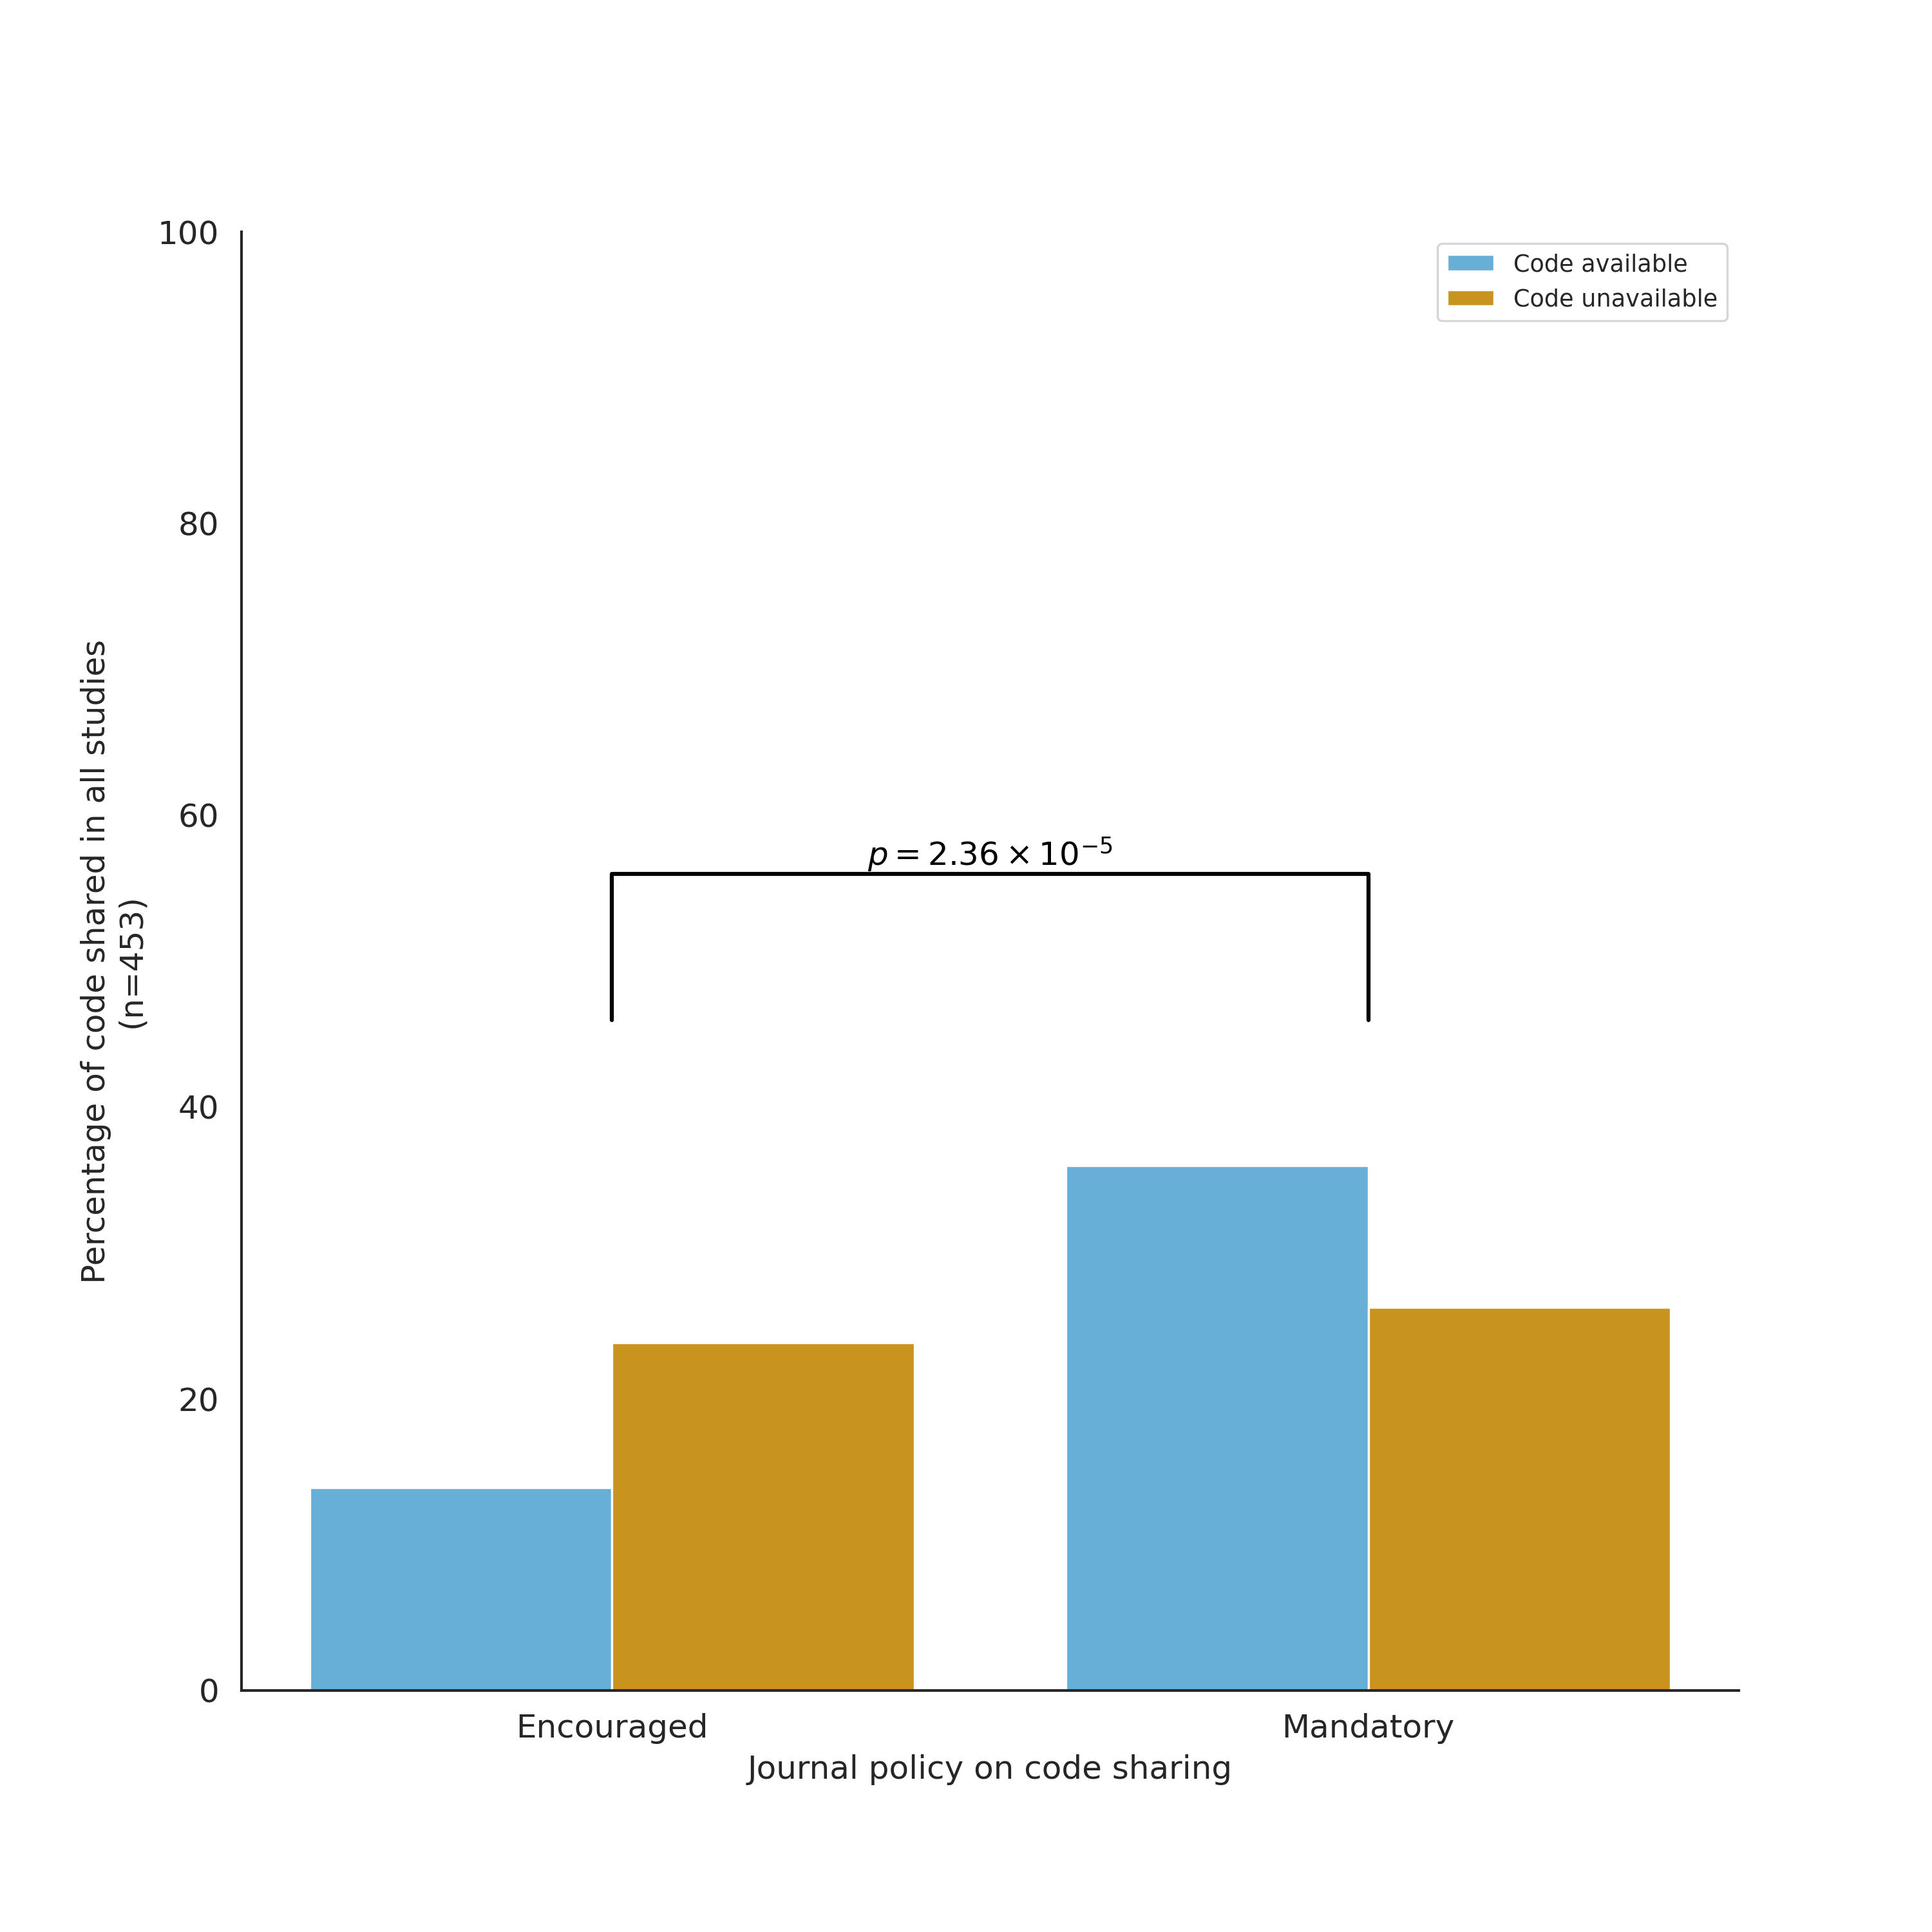 100
80
60
40
20
0
Percentage of code shared in all studies
(n=453)
Code available
Code unavailable
p = 2.36 × 10⁻⁵
Encouraged
Mandatory
Journal policy on code sharing